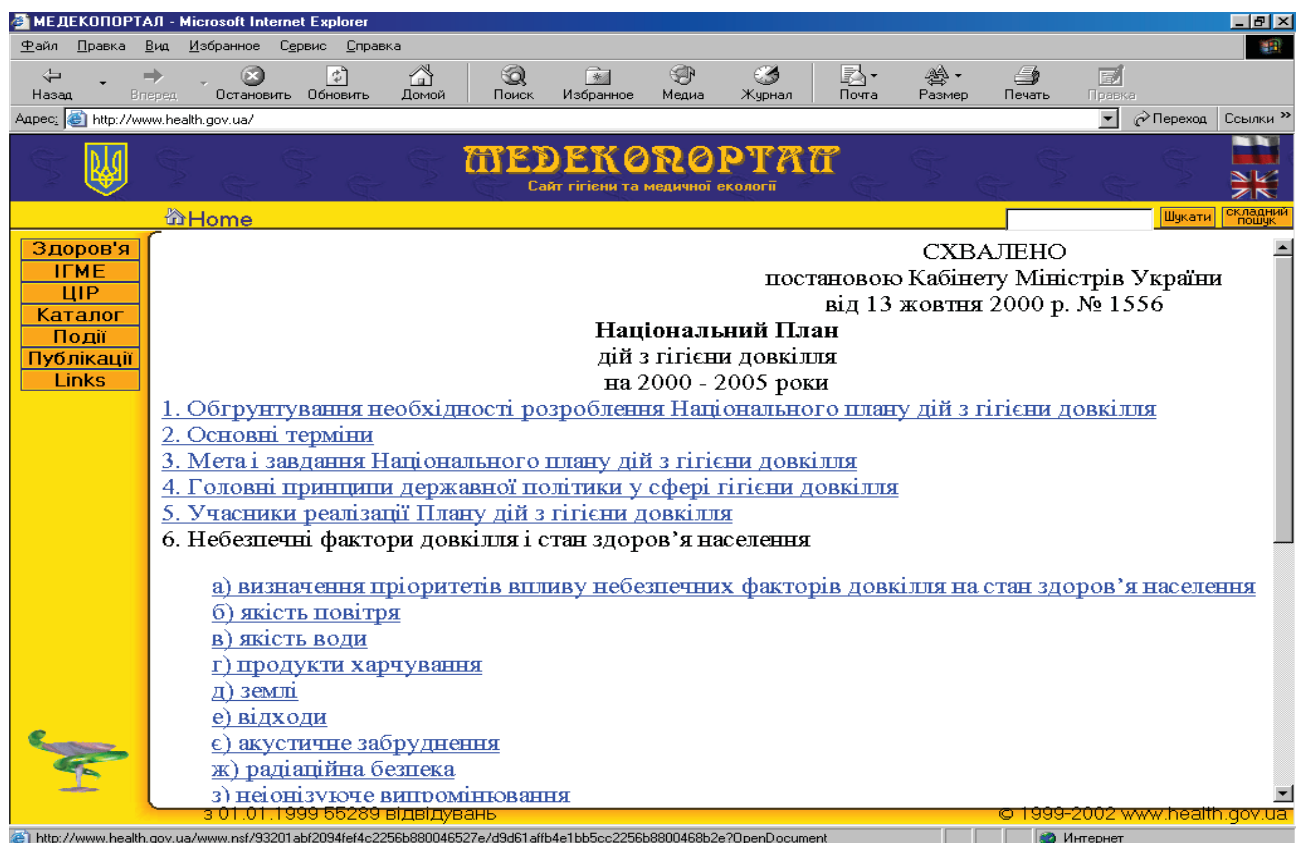 МЕДЕКОПОРТАЛ - Microsoft Internet Explorer
Файл Правка Вид Избранное Сервис Справка
Назад Вперед Остановить Обновить Домой Поиск Избранное Медиа Журнал Почта Размер Печать Правка
Адрес: http://www.health.gov.ua/ Переход Ссылки »
МЕДЕКОПОРТАЛ
Сайт гігієни та медичної екології
Home Шукати складний пошук
Здоров'я
ІГМЕ
ЦІР
Каталог
Події
Публікації
Links
СХВАЛЕНО
постановою Кабінету Міністрів України
від 13 жовтня 2000 р. № 1556
Національний План
дій з гігієни довкілля
на 2000 - 2005 роки
1. Обгрунтування необхідності розроблення Національного плану дій з гігієни довкілля
2. Основні терміни
3. Мета і завдання Національного плану дій з гігієни довкілля
4. Головні принципи державної політики у сфері гігієни довкілля
5. Учасники реалізації Плану дій з гігієни довкілля
6. Небезпечні фактори довкілля і стан здоров’я населення
а) визначення пріоритетів впливу небезпечних факторів довкілля на стан здоров’я населення
б) якість повітря
в) якість води
г) продукти харчування
д) землі
е) відходи
є) акустичне забруднення
ж) радіаційна безпека
з) неіонізуюче випромінювання
з 01.01.1999 55289 відвідувань © 1999-2002 www.health.gov.ua
http://www.health.gov.ua/www.nsf/93201abf2094fef4c2256b880046527e/d9d61affb4e1bb5cc2256b8800468b2e?OpenDocument Интернет